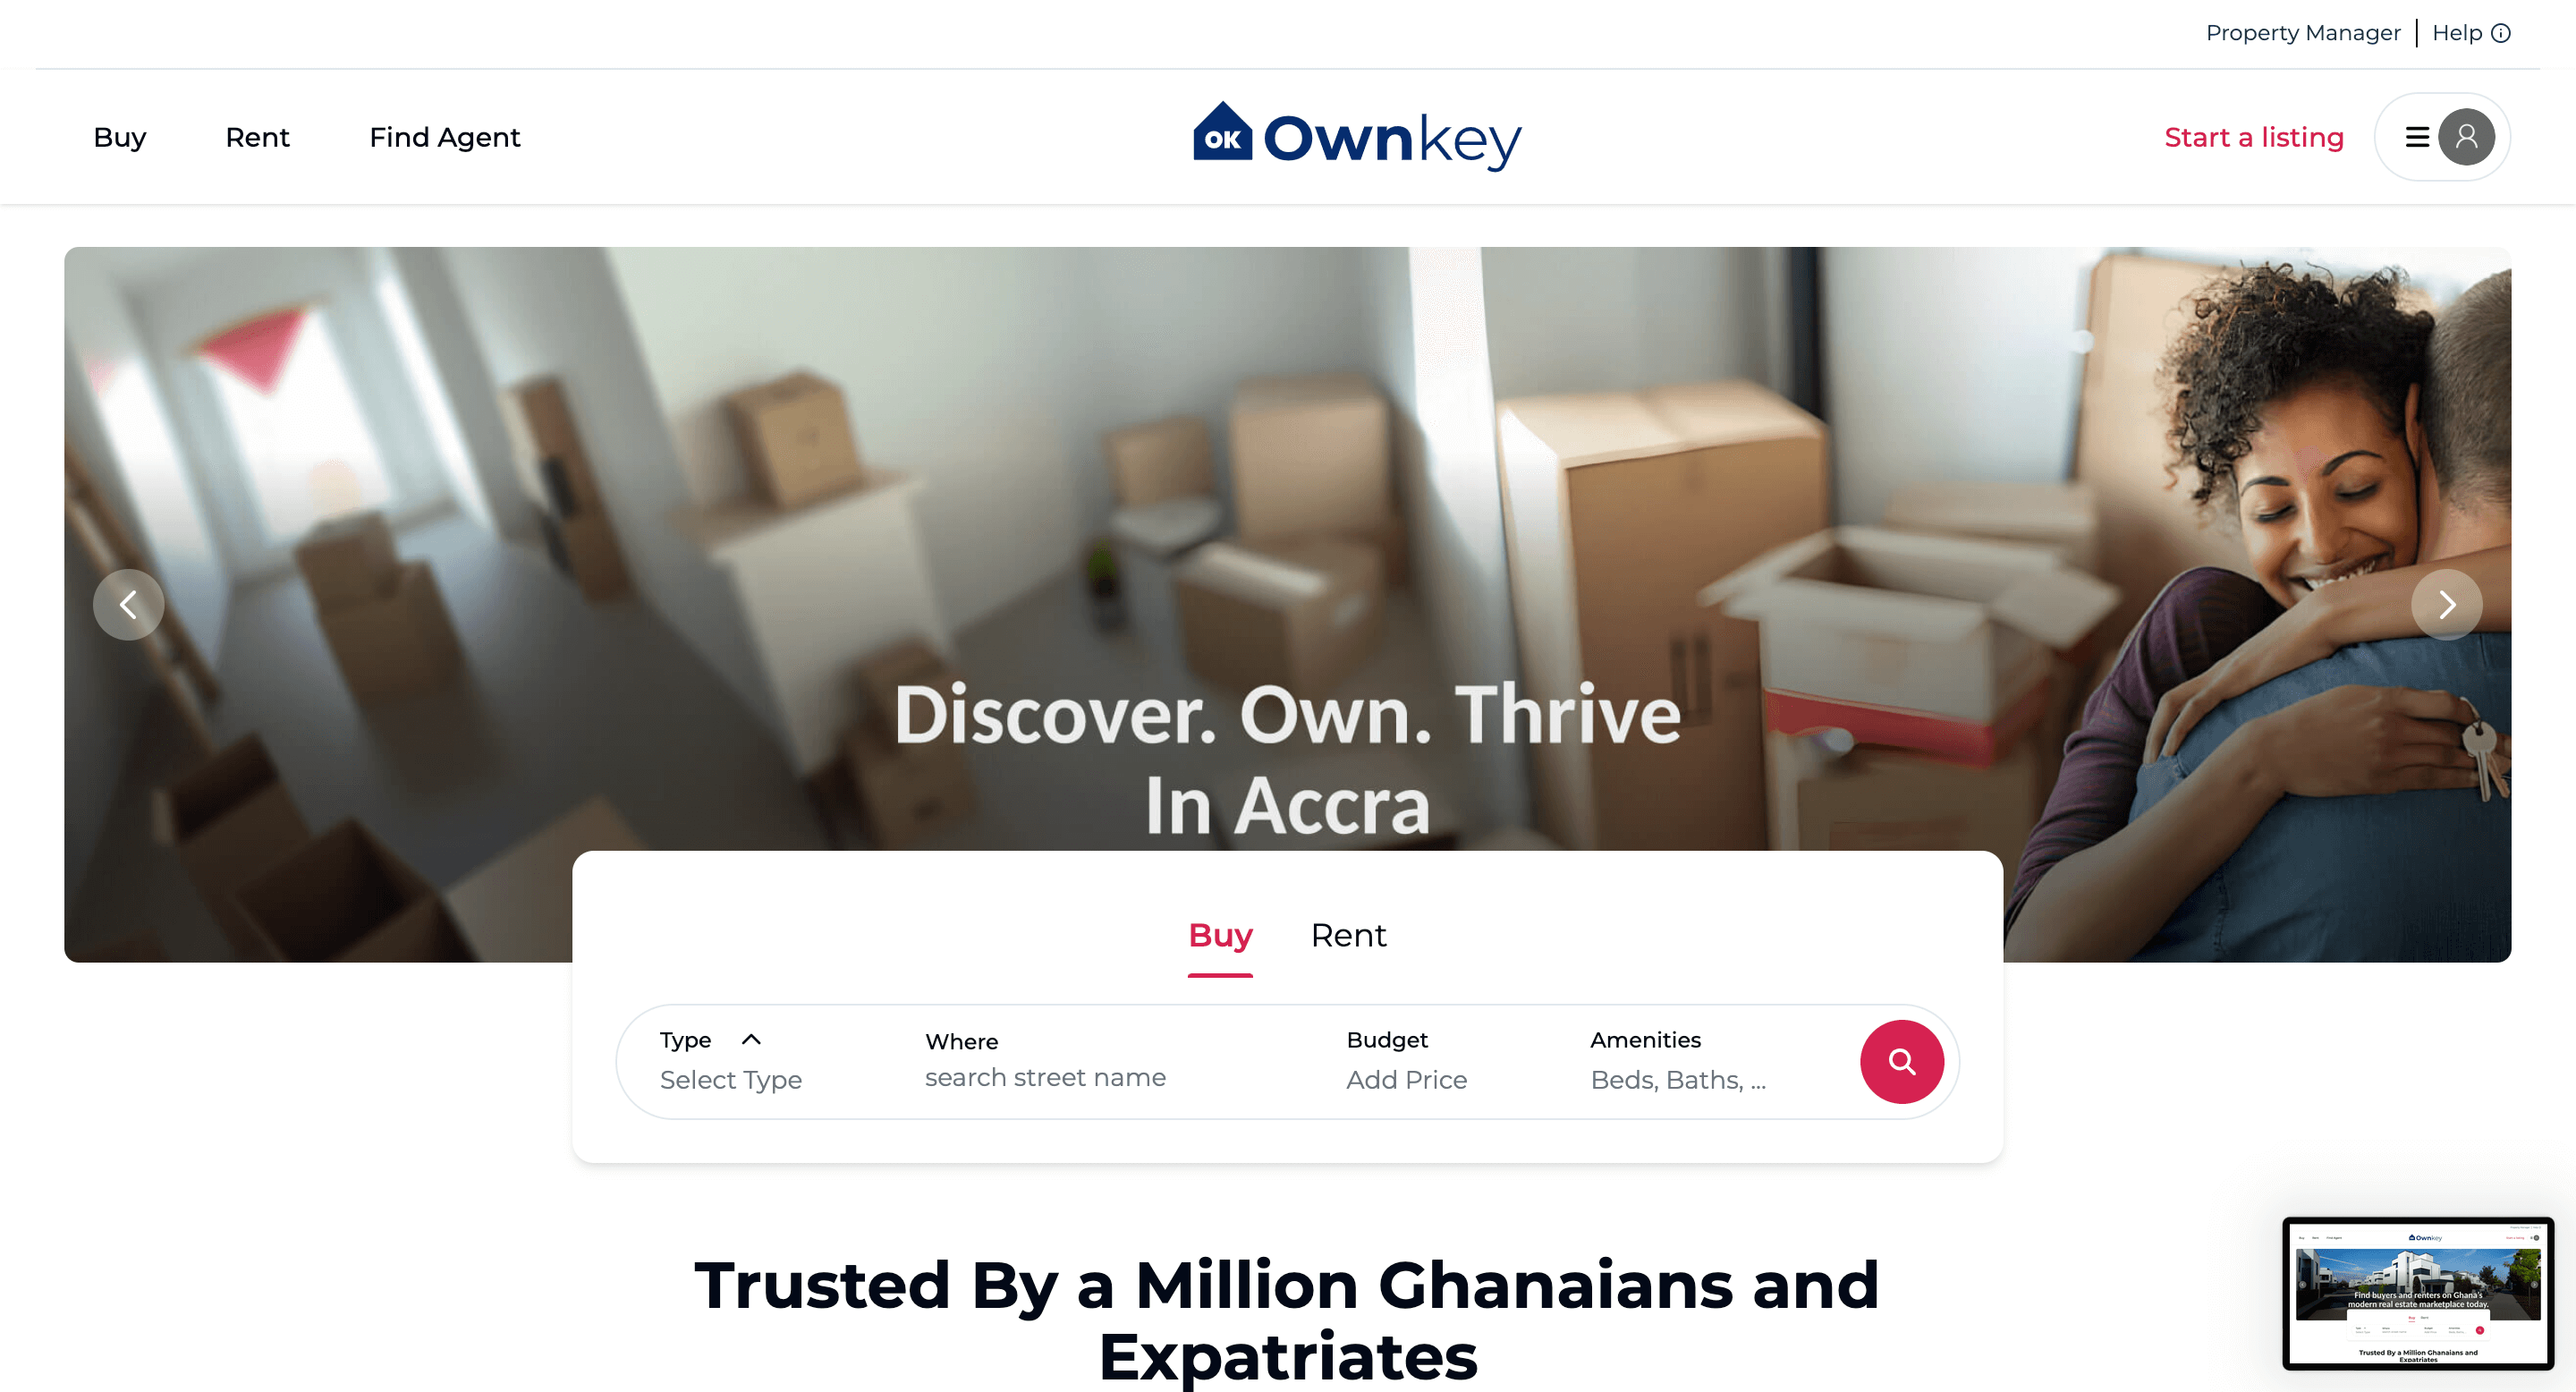 Property Manager | Help
Buy
Rent
Find Agent
OK Ownkey
Start a listing
Discover. Own. Thrive
In Accra
Buy
Rent
Type
Select Type
Where
search street name
Budget
Add Price
Amenities
Beds, Baths, ...
Trusted By a Million Ghanaians and
Expatriates
Ownkey
Find buyers and renters on Ghana's
modern real estate marketplace today.
Trusted By a Million Ghanaians and
Expatriates